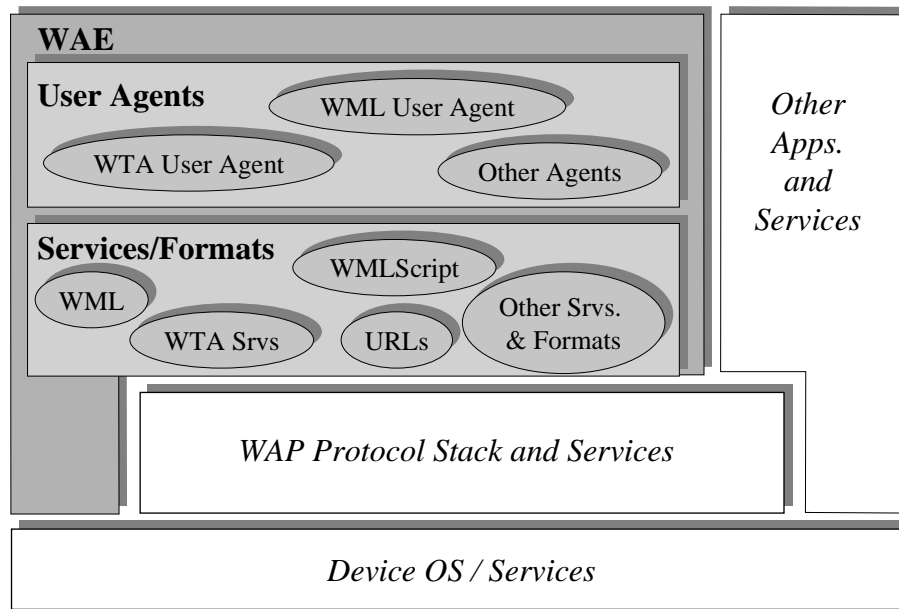 WAE
User Agents
WML User Agent
WTA User Agent
Other Agents
Services/Formats
WMLScript
WML
WTA Srvs
URLs
Other Srvs.
& Formats
Other
Apps.
and
Services
WAP Protocol Stack and Services
Device OS / Services